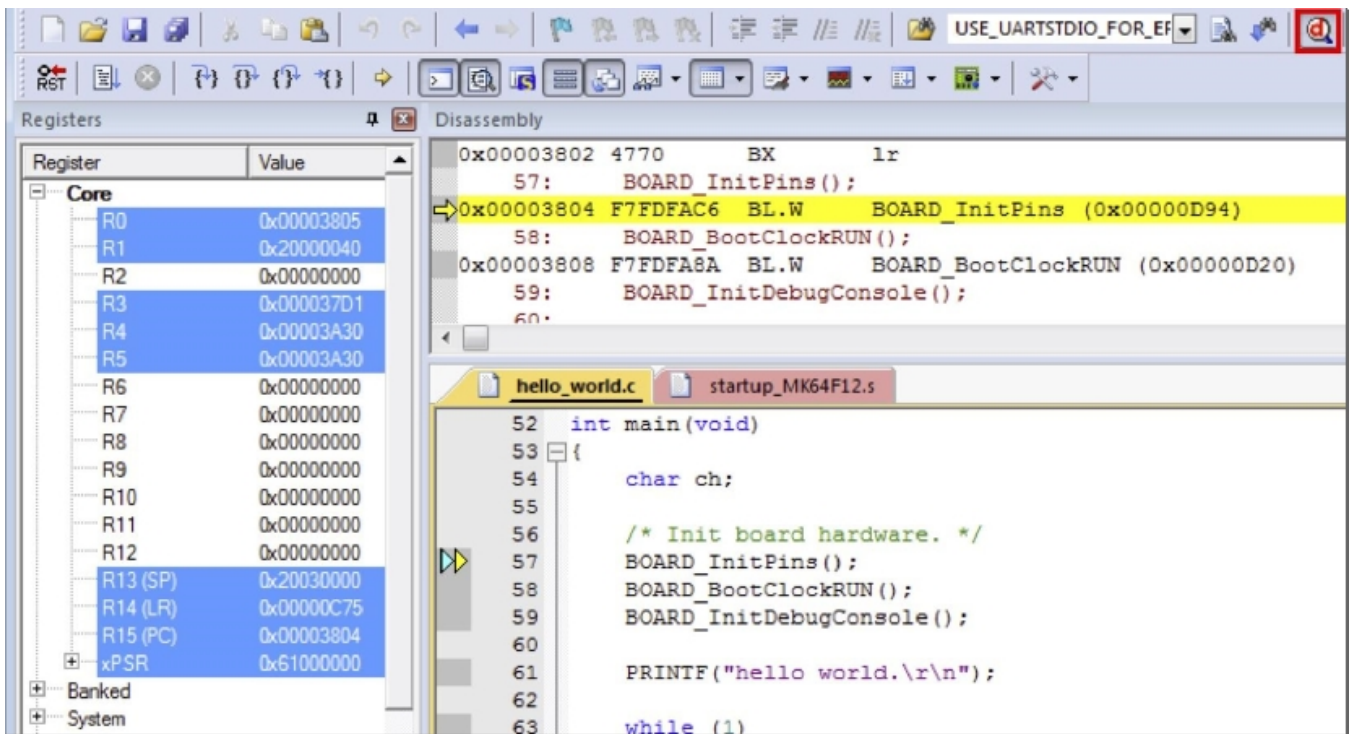 USE_UARTSTDIO_FOR_EF
RST
Registers
Register Value
Core
R0 0x00003805
R1 0x20000040
R2 0x00000000
R3 0x000037D1
R4 0x00003A30
R5 0x00003A30
R6 0x00000000
R7 0x00000000
R8 0x00000000
R9 0x00000000
R10 0x00000000
R11 0x00000000
R12 0x00000000
R13 (SP) 0x20030000
R14 (LR) 0x00000C75
R15 (PC) 0x00003804
xPSR 0x61000000
Banked
System
Disassembly
0x00003802 4770 BX lr
57: BOARD_InitPins();
0x00003804 F7FDFAC6 BL.W BOARD_InitPins (0x00000D94)
58: BOARD_BootClockRUN();
0x00003808 F7FDFA8A BL.W BOARD_BootClockRUN (0x00000D20)
59: BOARD_InitDebugConsole();
60:
hello_world.c startup_MK64F12.s
52 int main(void)
53 {
54 char ch;
55
56 /* Init board hardware. */
57 BOARD_InitPins();
58 BOARD_BootClockRUN();
59 BOARD_InitDebugConsole();
60
61 PRINTF("hello world.\r\n");
62
63 while (1)